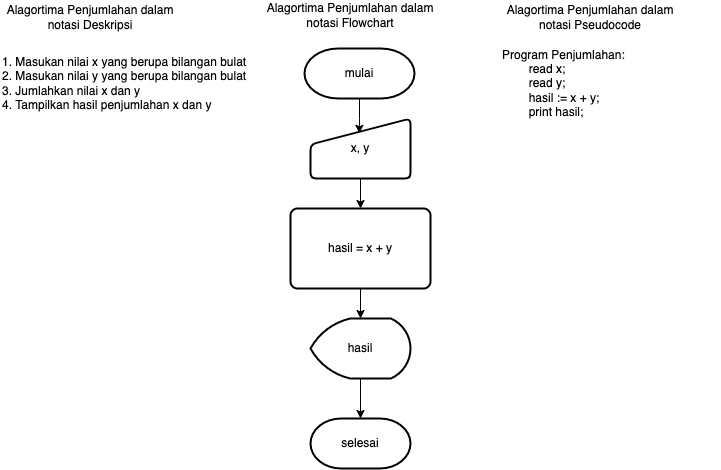 Alagortima Penjumlahan dalam
notasi Deskripsi
1. Masukan nilai x yang berupa bilangan bulat
2. Masukan nilai y yang berupa bilangan bulat
3. Jumlahkan nilai x dan y
4. Tampilkan hasil penjumlahan x dan y
Alagortima Penjumlahan dalam
notasi Flowchart
mulai
x, y
hasil = x + y
hasil
selesai
Alagortima Penjumlahan dalam
notasi Pseudocode
Program Penjumlahan:
read x;
read y;
hasil := x + y;
print hasil;